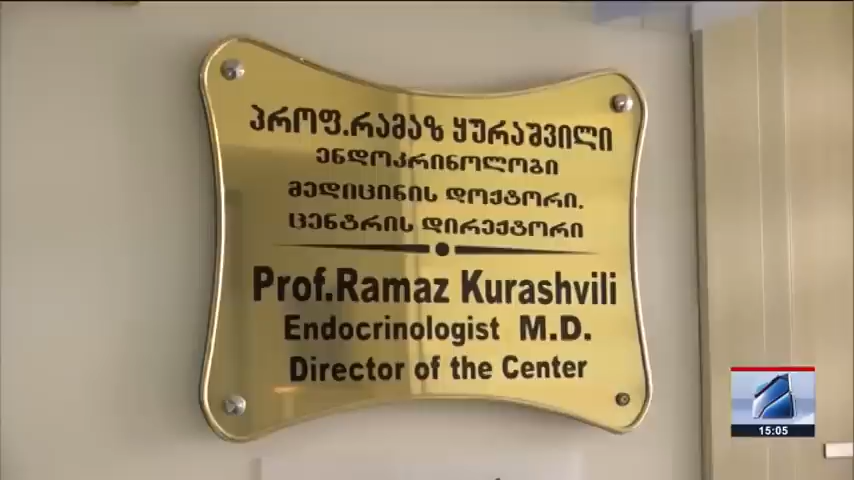 პროფ.რამაზ ყურაშვილი
ენდოკრინოლოგი
მედიცინის დოქტორი.
ცენტრის დირექტორი
Prof.Ramaz Kurashvili
Endocrinologist M.D.
Director of the Center
15:05